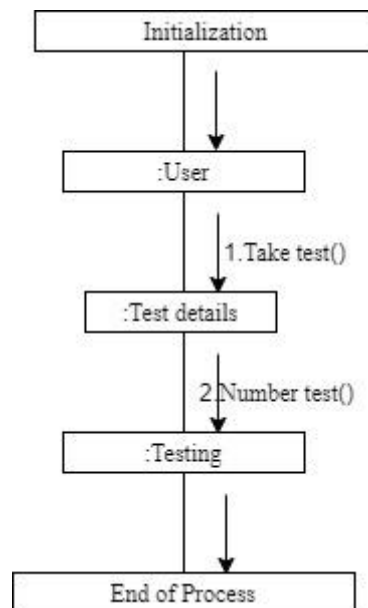 Initialization
:User
1.Take test()
:Test details
2.Number test()
:Testing
End of Process